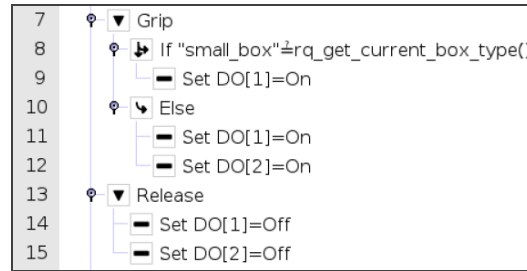 7 Grip
8 If "small_box"≟rq_get_current_box_type()
9 Set DO[1]=On
10 Else
11 Set DO[1]=On
12 Set DO[2]=On
13 Release
14 Set DO[1]=Off
15 Set DO[2]=Off